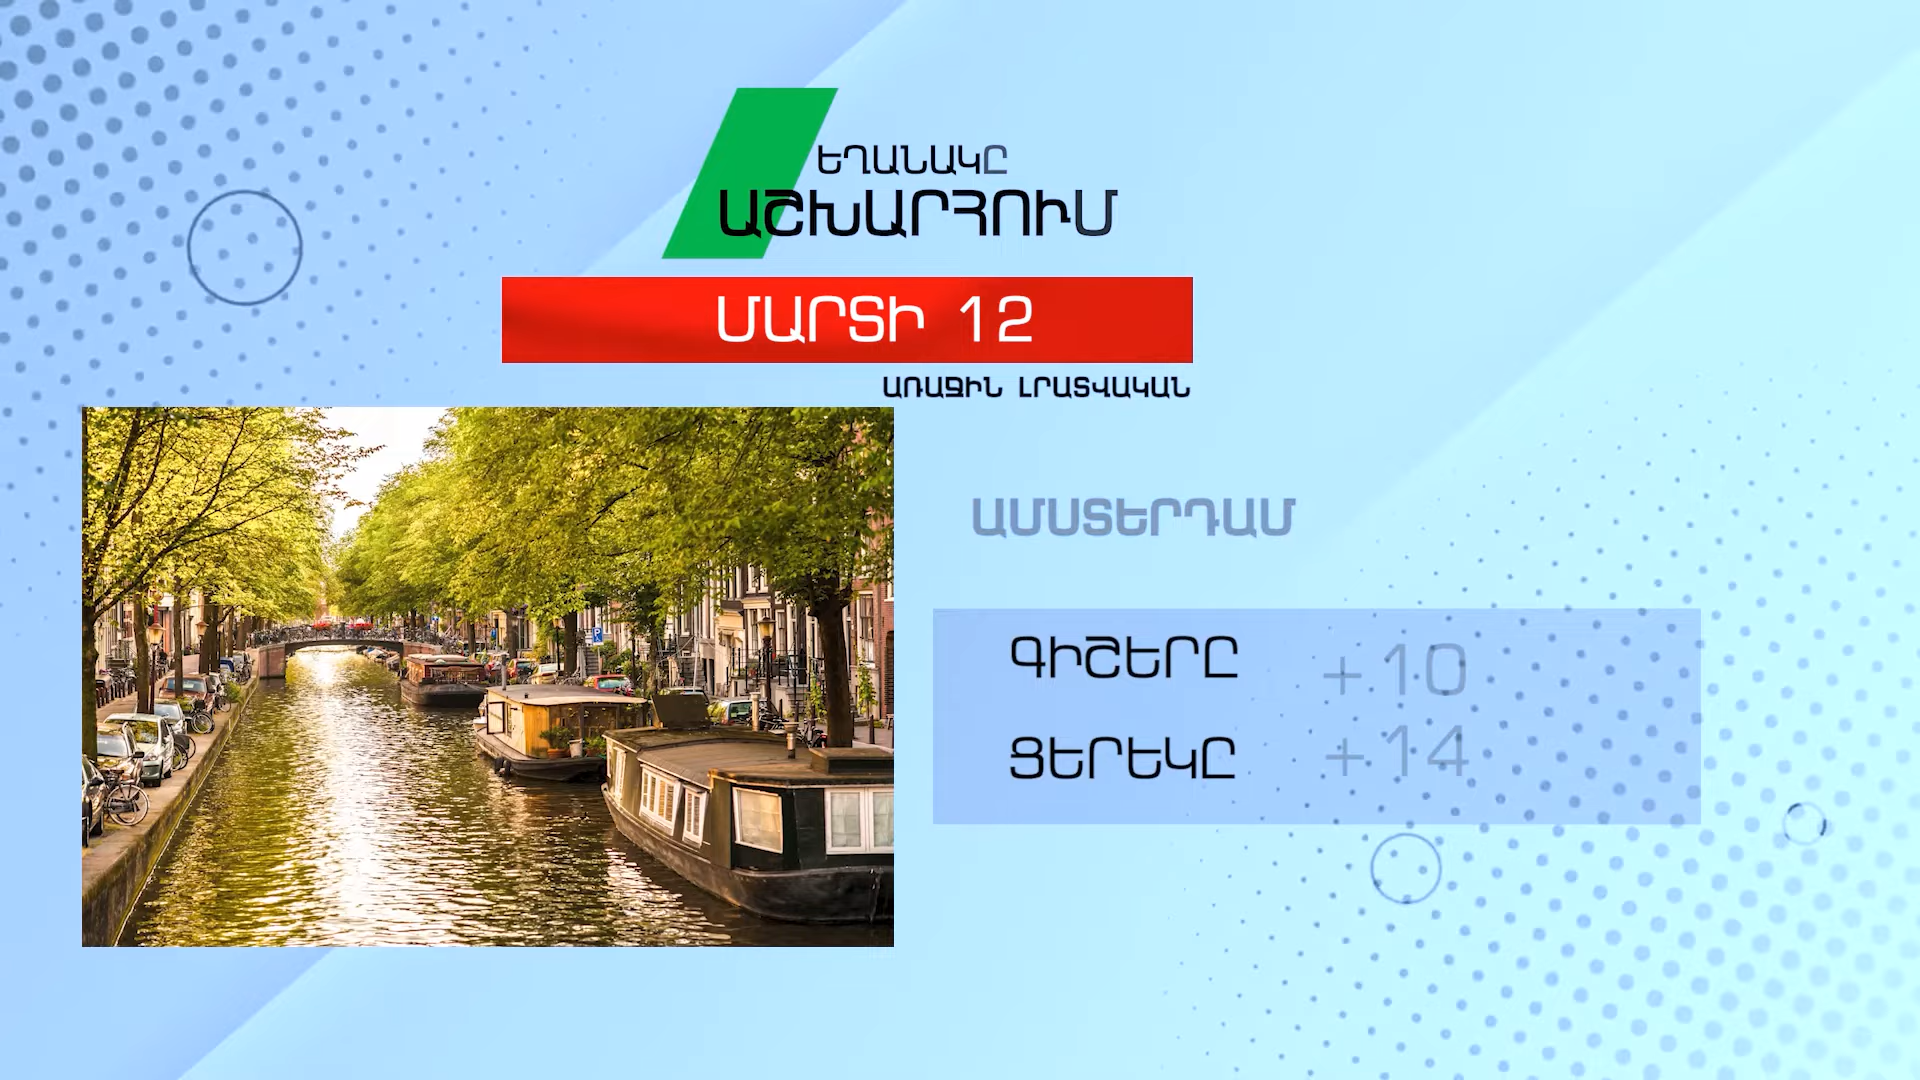 ԵՂԱՆԱԿԸ
ԱՇԽԱՐՀՈՒՄ
ՄԱՐՏԻ 12
ԱՌԱՋԻՆ ԼՐԱՏՎԱԿԱՆ
ԱՄՍՏԵՐԴԱՄ
ԳԻՇԵՐԸ +10
ՑԵՐԵԿԸ +14